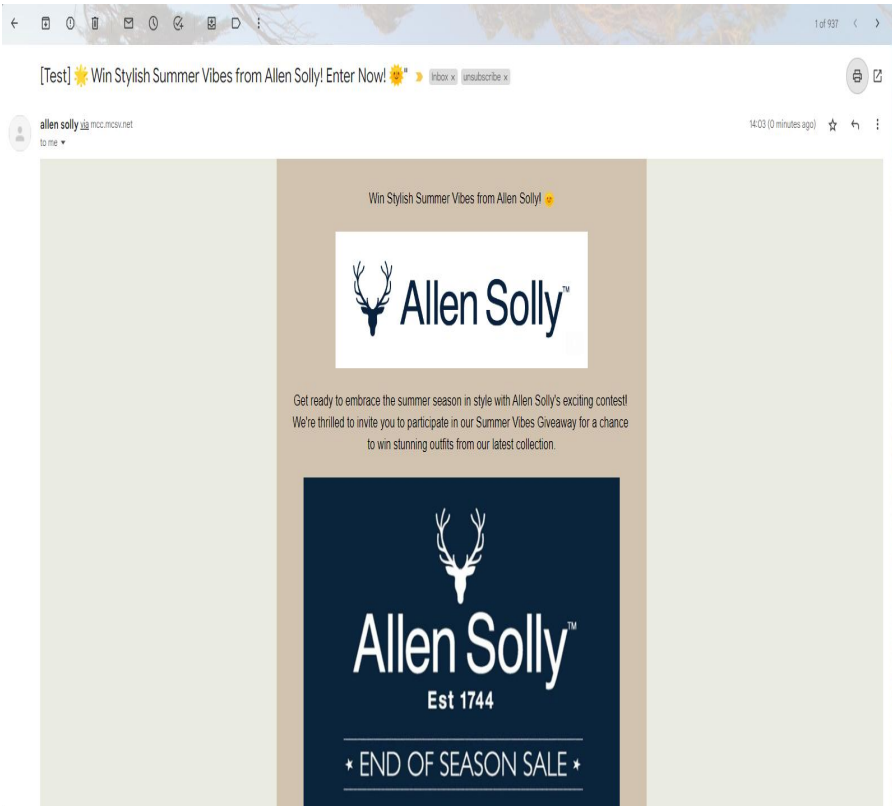 1 of 937
[Test] 🌟 Win Stylish Summer Vibes from Allen Solly! Enter Now! 🌞"
Inbox x
unsubscribe x
allen solly via mcc.mcsv.net
14:03 (0 minutes ago)
to me
Win Stylish Summer Vibes from Allen Solly! 🌞
Allen Solly™
Get ready to embrace the summer season in style with Allen Solly's exciting contest!
We're thrilled to invite you to participate in our Summer Vibes Giveaway for a chance
to win stunning outfits from our latest collection.
Allen Solly™
Est 1744
★ END OF SEASON SALE ★